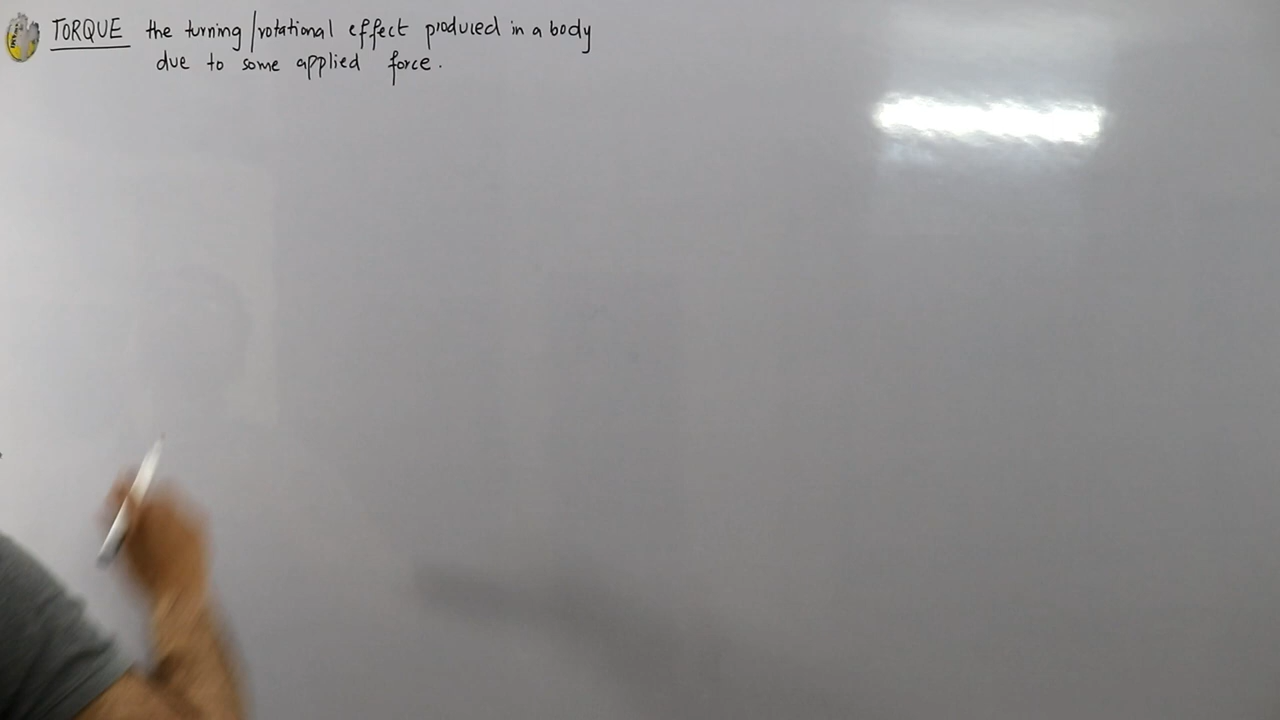 TORQUE the turning/rotational effect produced in a body
due to some applied force.